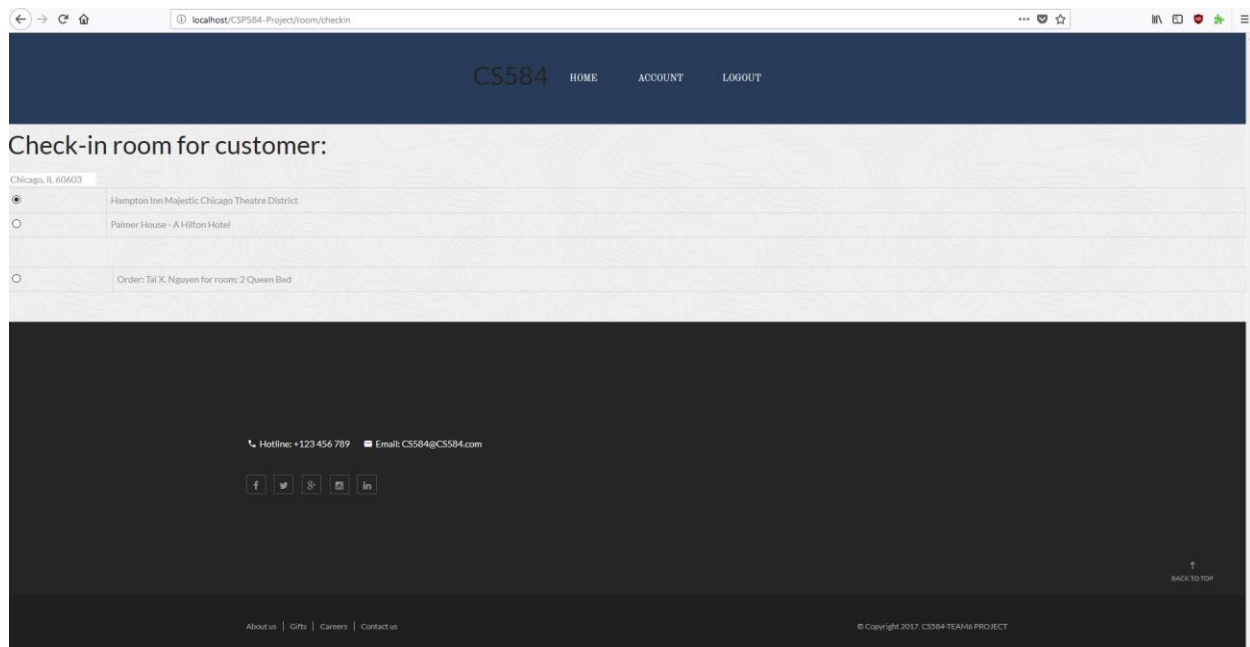 localhost/CSP584-Project/room/checkin
CS584 HOME ACCOUNT LOGOUT
Check-in room for customer:
Chicago, IL 60603
Hampton Inn Majestic Chicago Theatre District
Palmer House - A Hilton Hotel
Order: Tai X. Nguyen for room: 2 Queen Bed
Hotline: +123 456 789 Email: CS584@CS584.com
BACK TO TOP
About us | Gifts | Careers | Contact us © Copyright 2017. CS584-TEAM6 PROJECT